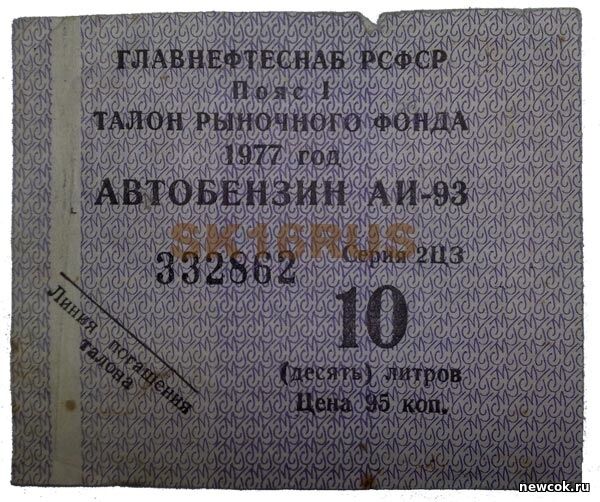 ГЛАВНЕФТЕСНАБ РСФСР
Пояс I
ТАЛОН РЫНОЧНОГО ФОНДА
1977 год
АВТОБЕНЗИН АИ-93
SK16RUS
332862 Серия 2ЦЗ
10
(десять) литров
Цена 95 коп.
Линия погашения
талона
newcok.ru